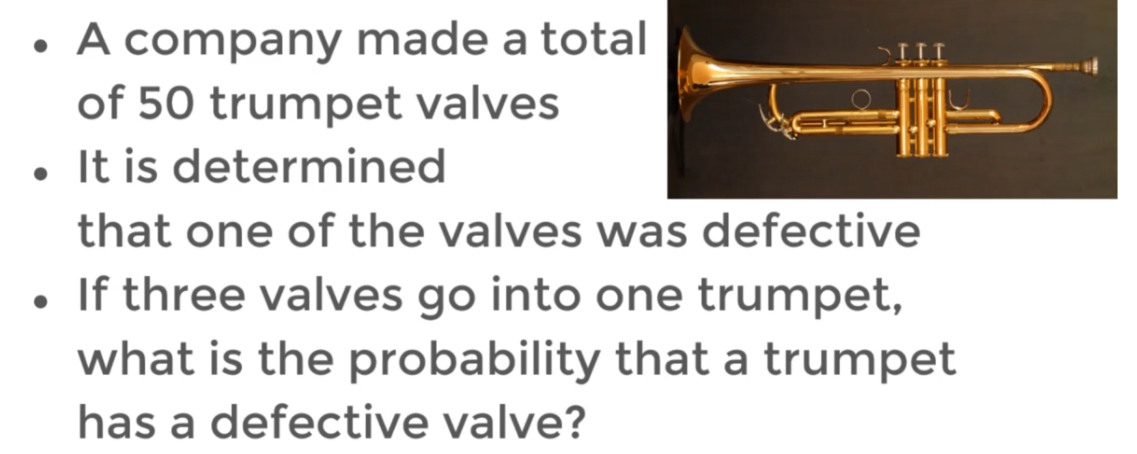 • A company made a total
of 50 trumpet valves
• It is determined
that one of the valves was defective
• If three valves go into one trumpet,
what is the probability that a trumpet
has a defective valve?